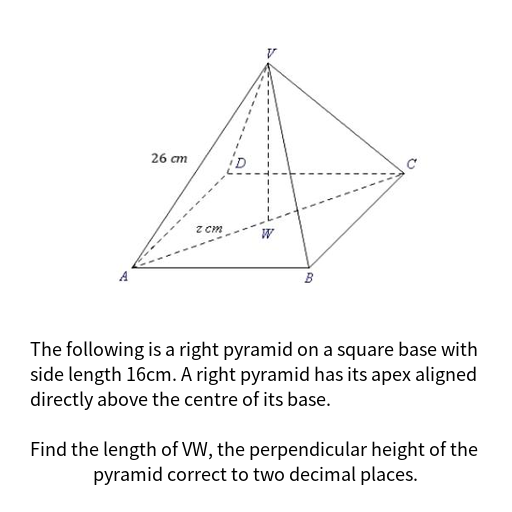 V
26 cm
D
C
z cm
W
A
B
The following is a right pyramid on a square base with
side length 16cm. A right pyramid has its apex aligned
directly above the centre of its base.
Find the length of VW, the perpendicular height of the
pyramid correct to two decimal places.